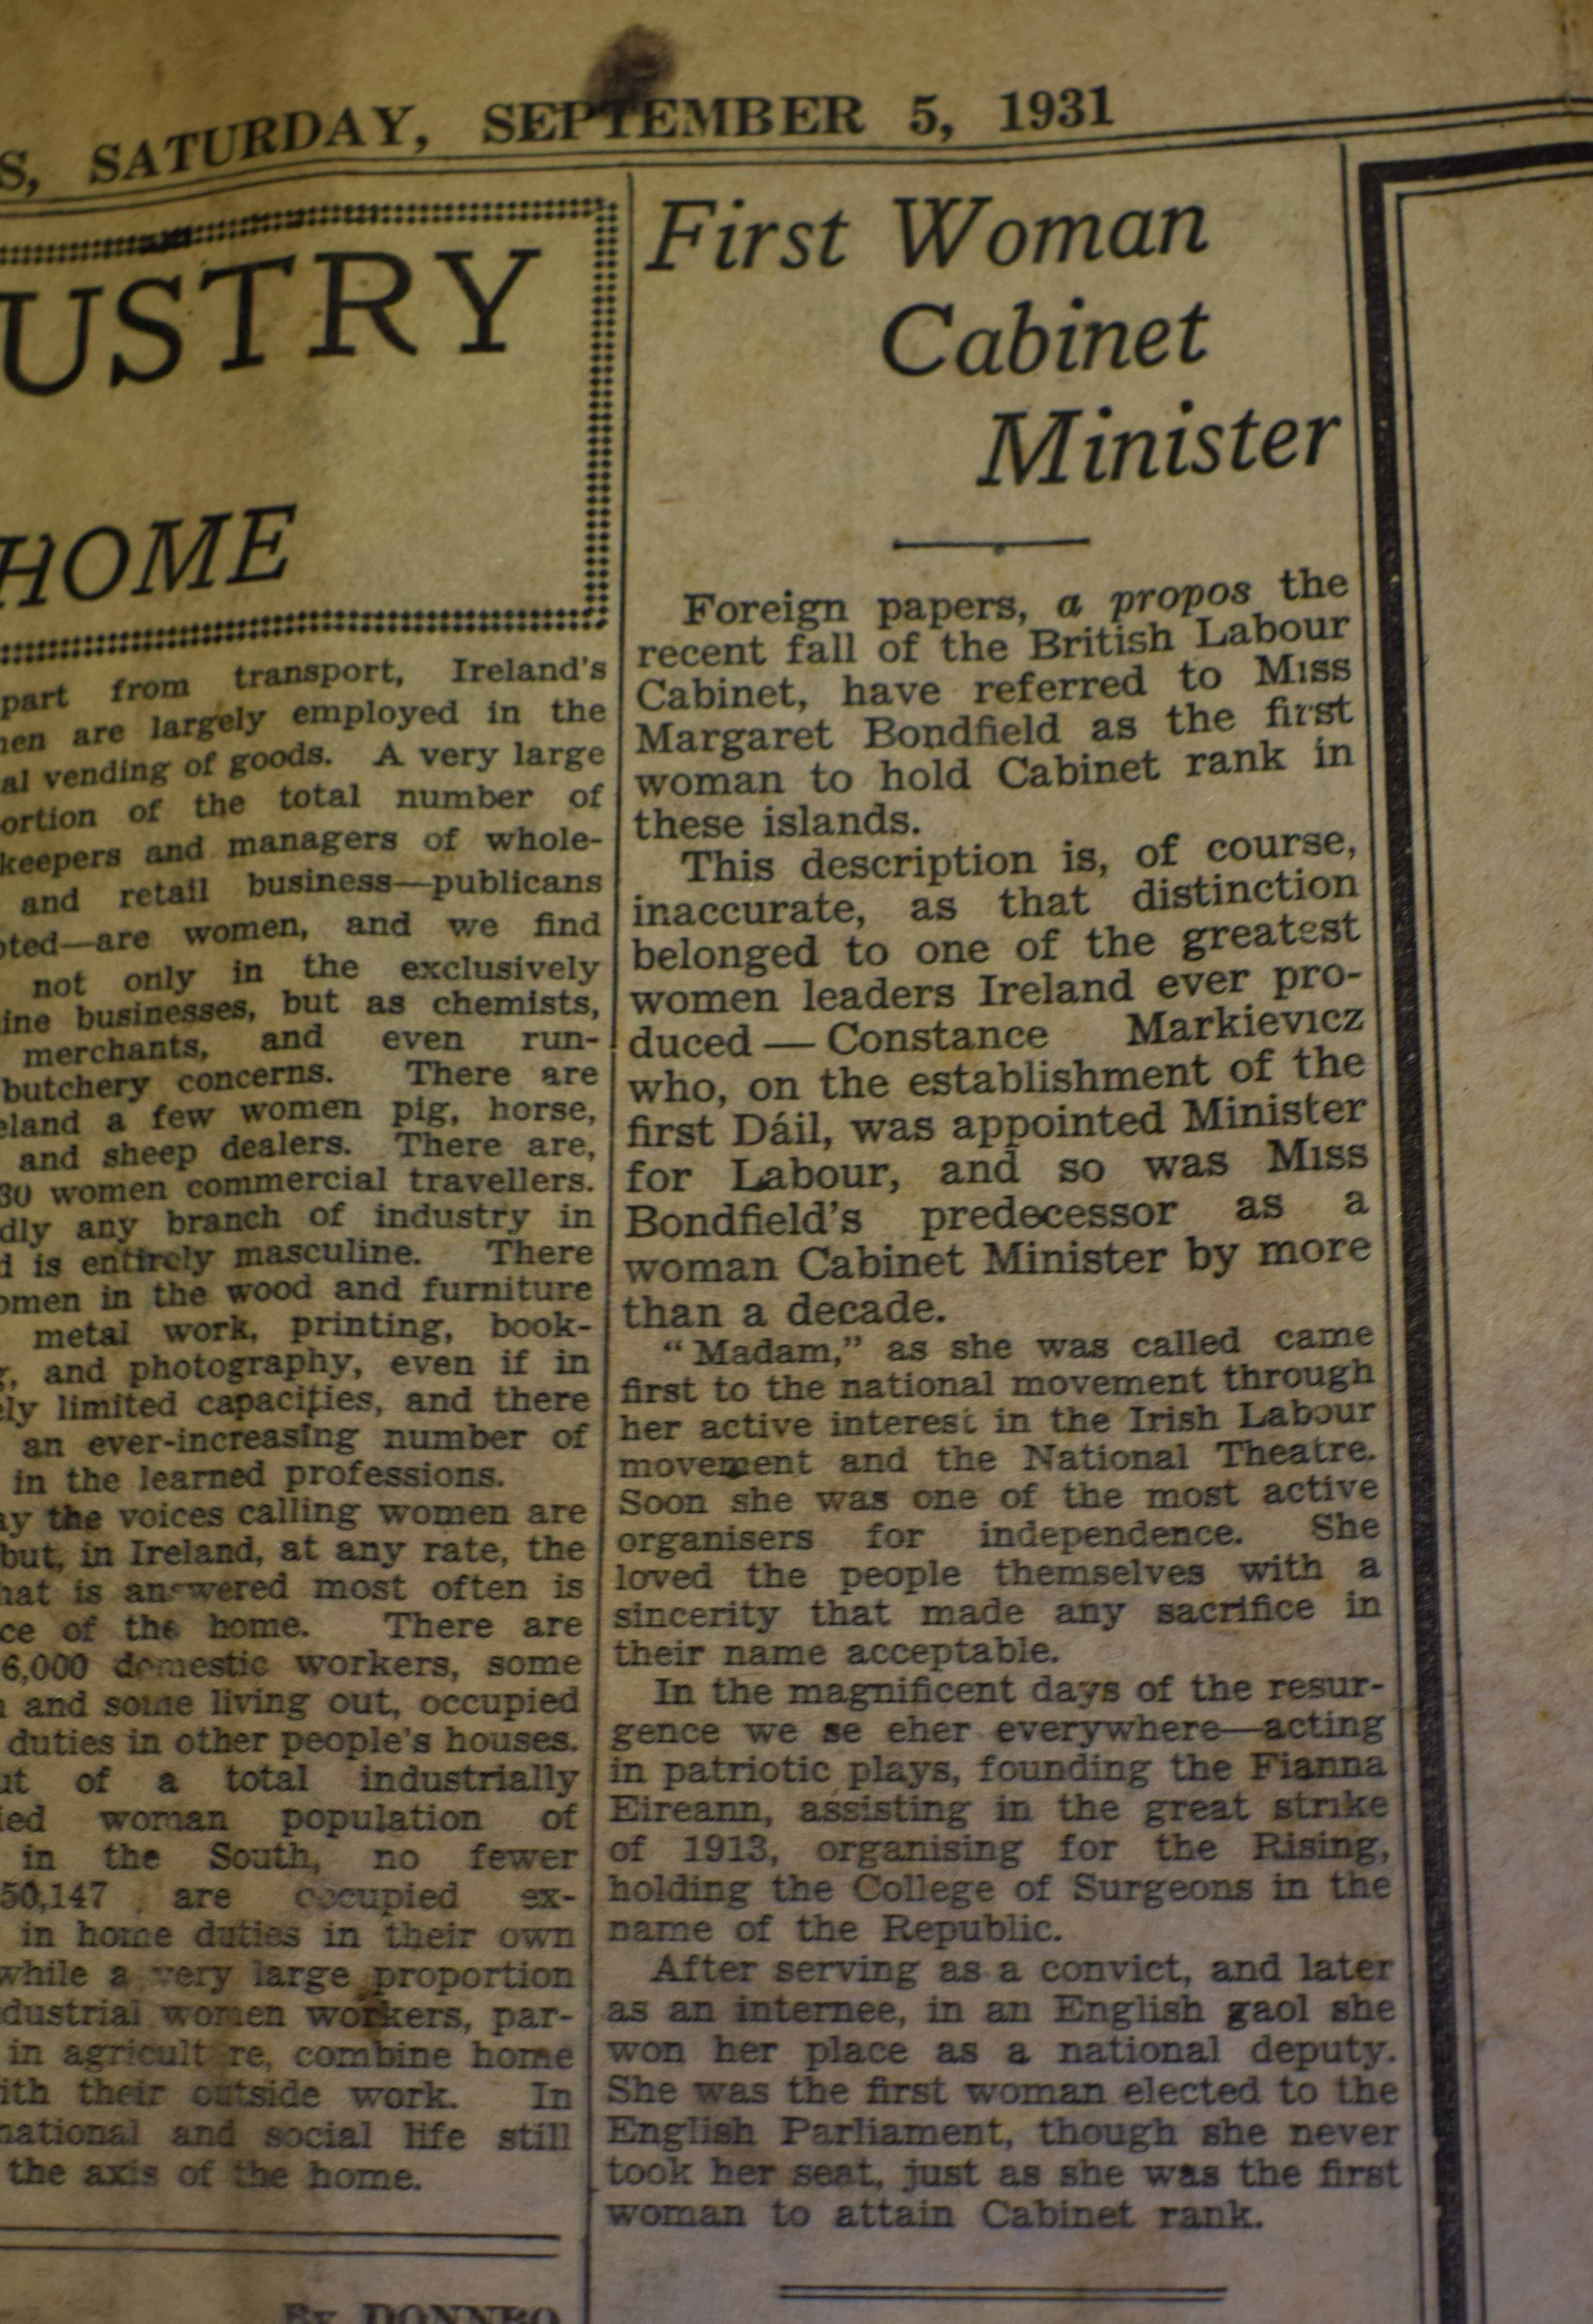 S, SATURDAY, SEPTEMBER 5, 1931
USTRY
HOME
part from transport, Ireland's
men are largely employed in the
al vending of goods. A very large
ortion of the total number of
keepers and managers of whole-
and retail business—publicans
pted—are women, and we find
not only in the exclusively
ine businesses, but as chemists,
merchants, and even run-
butchery concerns. There are
eland a few women pig, horse,
and sheep dealers. There are,
30 women commercial travellers.
dly any branch of industry in
d is entirely masculine. There
omen in the wood and furniture
metal work, printing, book-
g, and photography, even if in
ely limited capacities, and there
an ever-increasing number of
in the learned professions.
ay the voices calling women are
but, in Ireland, at any rate, the
hat is answered most often is
ce of the home. There are
6,000 domestic workers, some
n and some living out, occupied
duties in other people's houses.
ut of a total industrially
ied woman population of
in the South, no fewer
50,147 are occupied ex-
in home duties in their own
while a very large proportion
dustrial women workers, par-
in agricult re, combine home
ith their outside work. In
national and social life still
the axis of the home.
By DONNBO
First Woman
Cabinet
Minister
Foreign papers, a propos the
recent fall of the British Labour
Cabinet, have referred to Miss
Margaret Bondfield as the first
woman to hold Cabinet rank in
these islands.
This description is, of course,
inaccurate, as that distinction
belonged to one of the greatest
women leaders Ireland ever pro-
duced — Constance Markievicz
who, on the establishment of the
first Dáil, was appointed Minister
for Labour, and so was Miss
Bondfield's predecessor as a
woman Cabinet Minister by more
than a decade.
"Madam," as she was called came
first to the national movement through
her active interest in the Irish Labour
movement and the National Theatre.
Soon she was one of the most active
organisers for independence. She
loved the people themselves with a
sincerity that made any sacrifice in
their name acceptable.
In the magnificent days of the resur-
gence we se eher everywhere—acting
in patriotic plays, founding the Fianna
Eireann, assisting in the great strike
of 1913, organising for the Rising,
holding the College of Surgeons in the
name of the Republic.
After serving as a convict, and later
as an internee, in an English gaol she
won her place as a national deputy.
She was the first woman elected to the
English Parliament, though she never
took her seat, just as she was the first
woman to attain Cabinet rank.